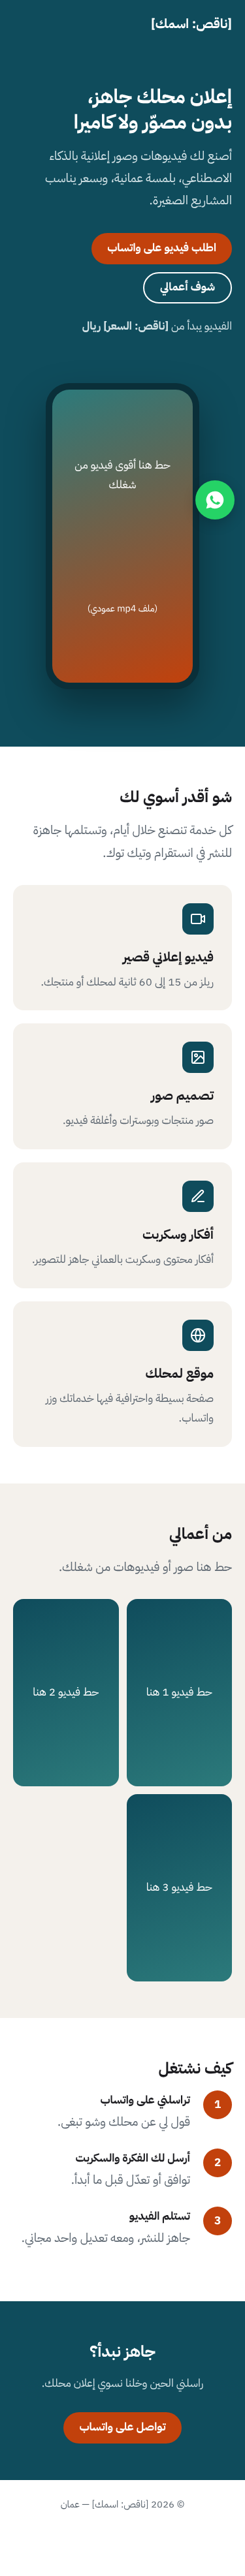 [ناقص: اسمك]
إعلان محلك جاهز،
بدون مصوّر ولا كاميرا
أصنع لك فيديوهات وصور إعلانية بالذكاء
الاصطناعي، بلمسة عمانية، وبسعر يناسب
المشاريع الصغيرة.
اطلب فيديو على واتساب
شوف أعمالي
الفيديو يبدأ من [ناقص: السعر] ريال
حط هنا أقوى فيديو من
شغلك
(ملف mp4 عمودي)
شو أقدر أسوي لك
كل خدمة تنصنع خلال أيام، وتستلمها جاهزة
للنشر في انستقرام وتيك توك.
فيديو إعلاني قصير
ريلز من 15 إلى 60 ثانية لمحلك أو منتجك.
تصميم صور
صور منتجات وبوسترات وأغلفة فيديو.
أفكار وسكربت
أفكار محتوى وسكربت بالعماني جاهز للتصوير.
موقع لمحلك
صفحة بسيطة واحترافية فيها خدماتك وزر
واتساب.
من أعمالي
حط هنا صور أو فيديوهات من شغلك.
حط فيديو 1 هنا
حط فيديو 2 هنا
حط فيديو 3 هنا
كيف نشتغل
1
تراسلني على واتساب
قول لي عن محلك وشو تبغى.
2
أرسل لك الفكرة والسكربت
توافق أو تعدّل قبل ما أبدأ.
3
تستلم الفيديو
جاهز للنشر، ومعه تعديل واحد مجاني.
جاهز نبدأ؟
راسلني الحين وخلنا نسوي إعلان محلك.
تواصل على واتساب
© 2026 [ناقص: اسمك] — عمان